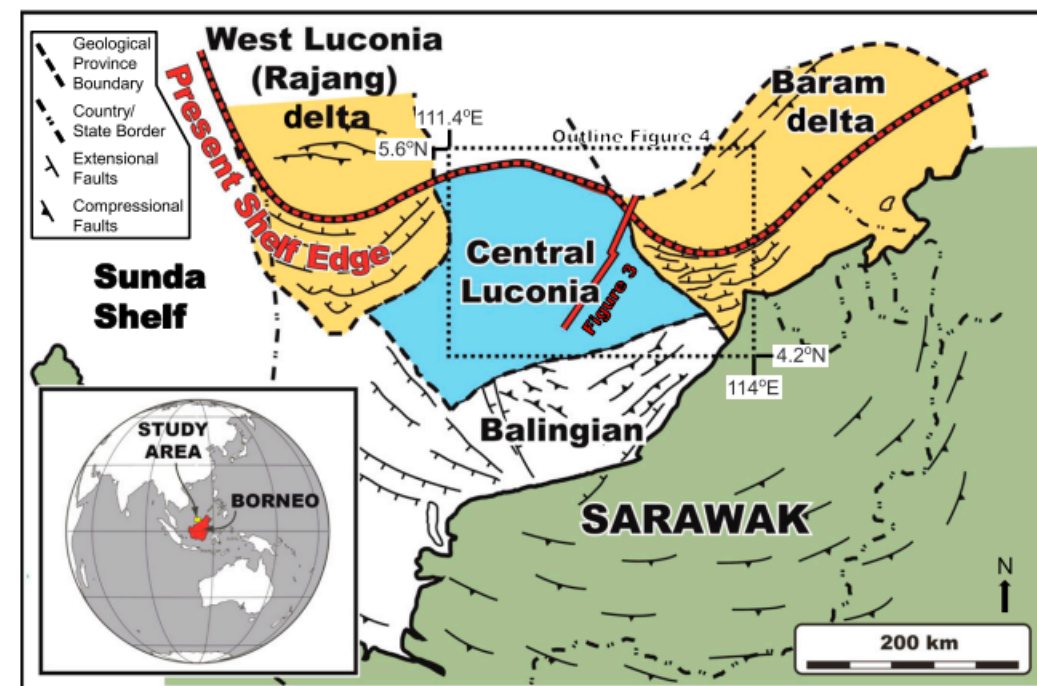 Geological
Province
Boundary
Country/
State Border
Extensional
Faults
Compressional
Faults
West Luconia
(Rajang)
delta
Present Shelf Edge
111.4°E
5.6°N
Outline Figure 4
Baram
delta
Sunda
Shelf
Central
Luconia
Figure 3
4.2°N
114°E
Balingian
STUDY
AREA
BORNEO
SARAWAK
N
200 km